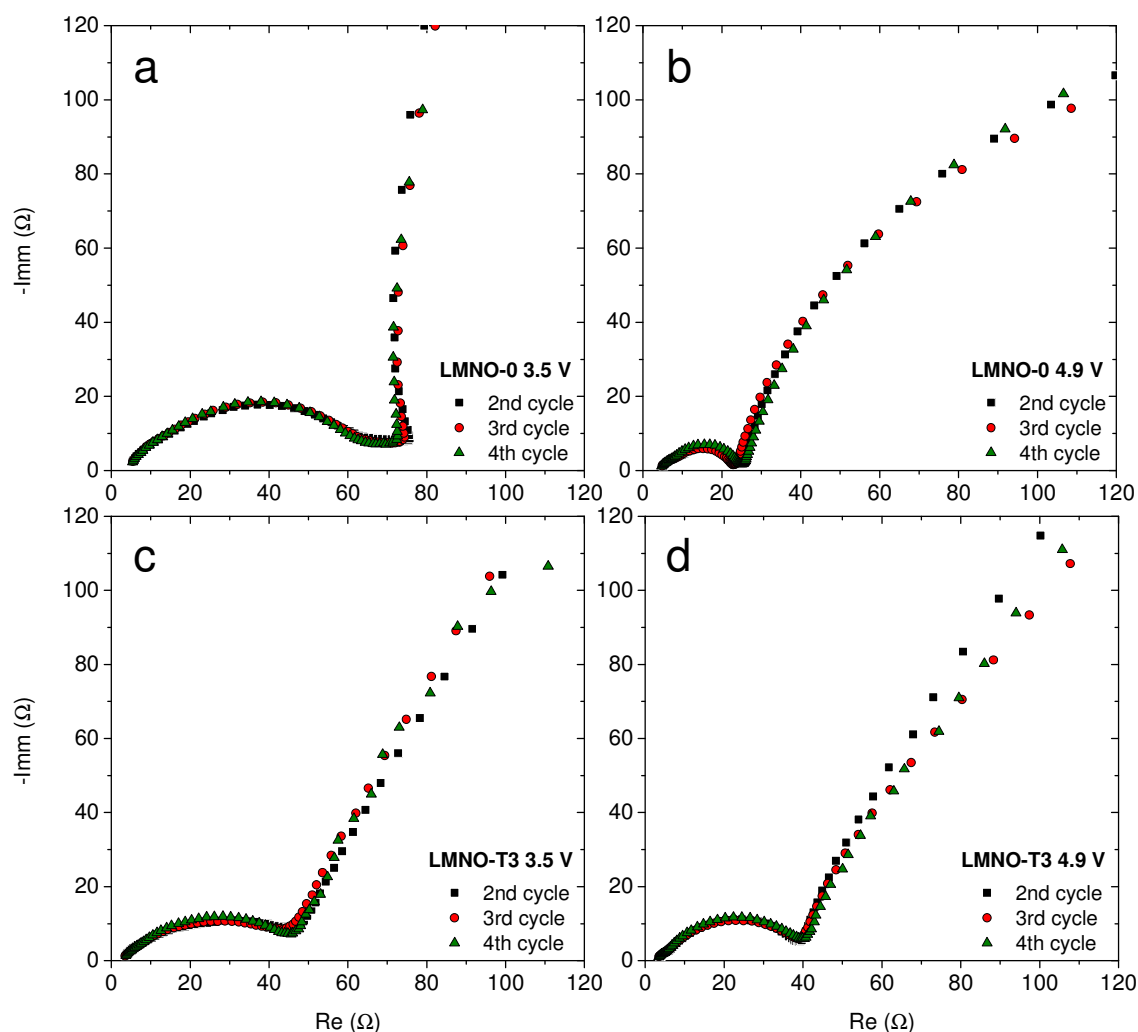 120
100
80
60
40
20
0
-Imm (Ω)
a
LMNO-0 3.5 V
2nd cycle
3rd cycle
4th cycle
0 20 40 60 80 100 120
120
100
80
60
40
20
0
b
LMNO-0 4.9 V
2nd cycle
3rd cycle
4th cycle
0 20 40 60 80 100 120
120
100
80
60
40
20
0
-Imm (Ω)
c
LMNO-T3 3.5 V
2nd cycle
3rd cycle
4th cycle
0 20 40 60 80 100 120
Re (Ω)
120
100
80
60
40
20
0
d
LMNO-T3 4.9 V
2nd cycle
3rd cycle
4th cycle
0 20 40 60 80 100 120
Re (Ω)